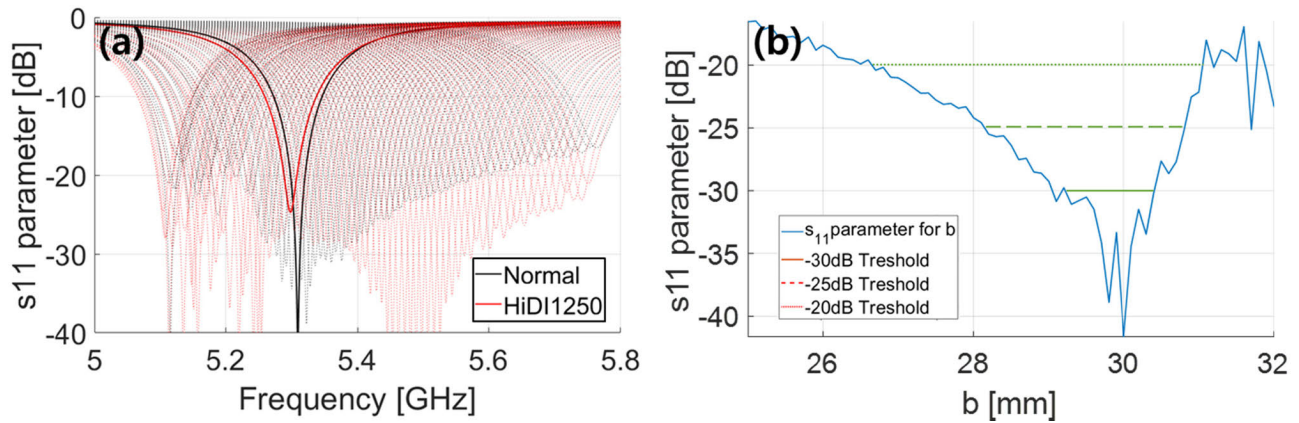 (a)
s11 parameter [dB]
0
-10
-20
-30
-40
Normal
HiDI1250
5
5.2
5.4
5.6
5.8
Frequency [GHz]
(b)
s11 parameter [dB]
-20
-25
-30
-35
-40
s11 parameter for b
-30dB Treshold
-25dB Treshold
-20dB Treshold
26
28
30
32
b [mm]